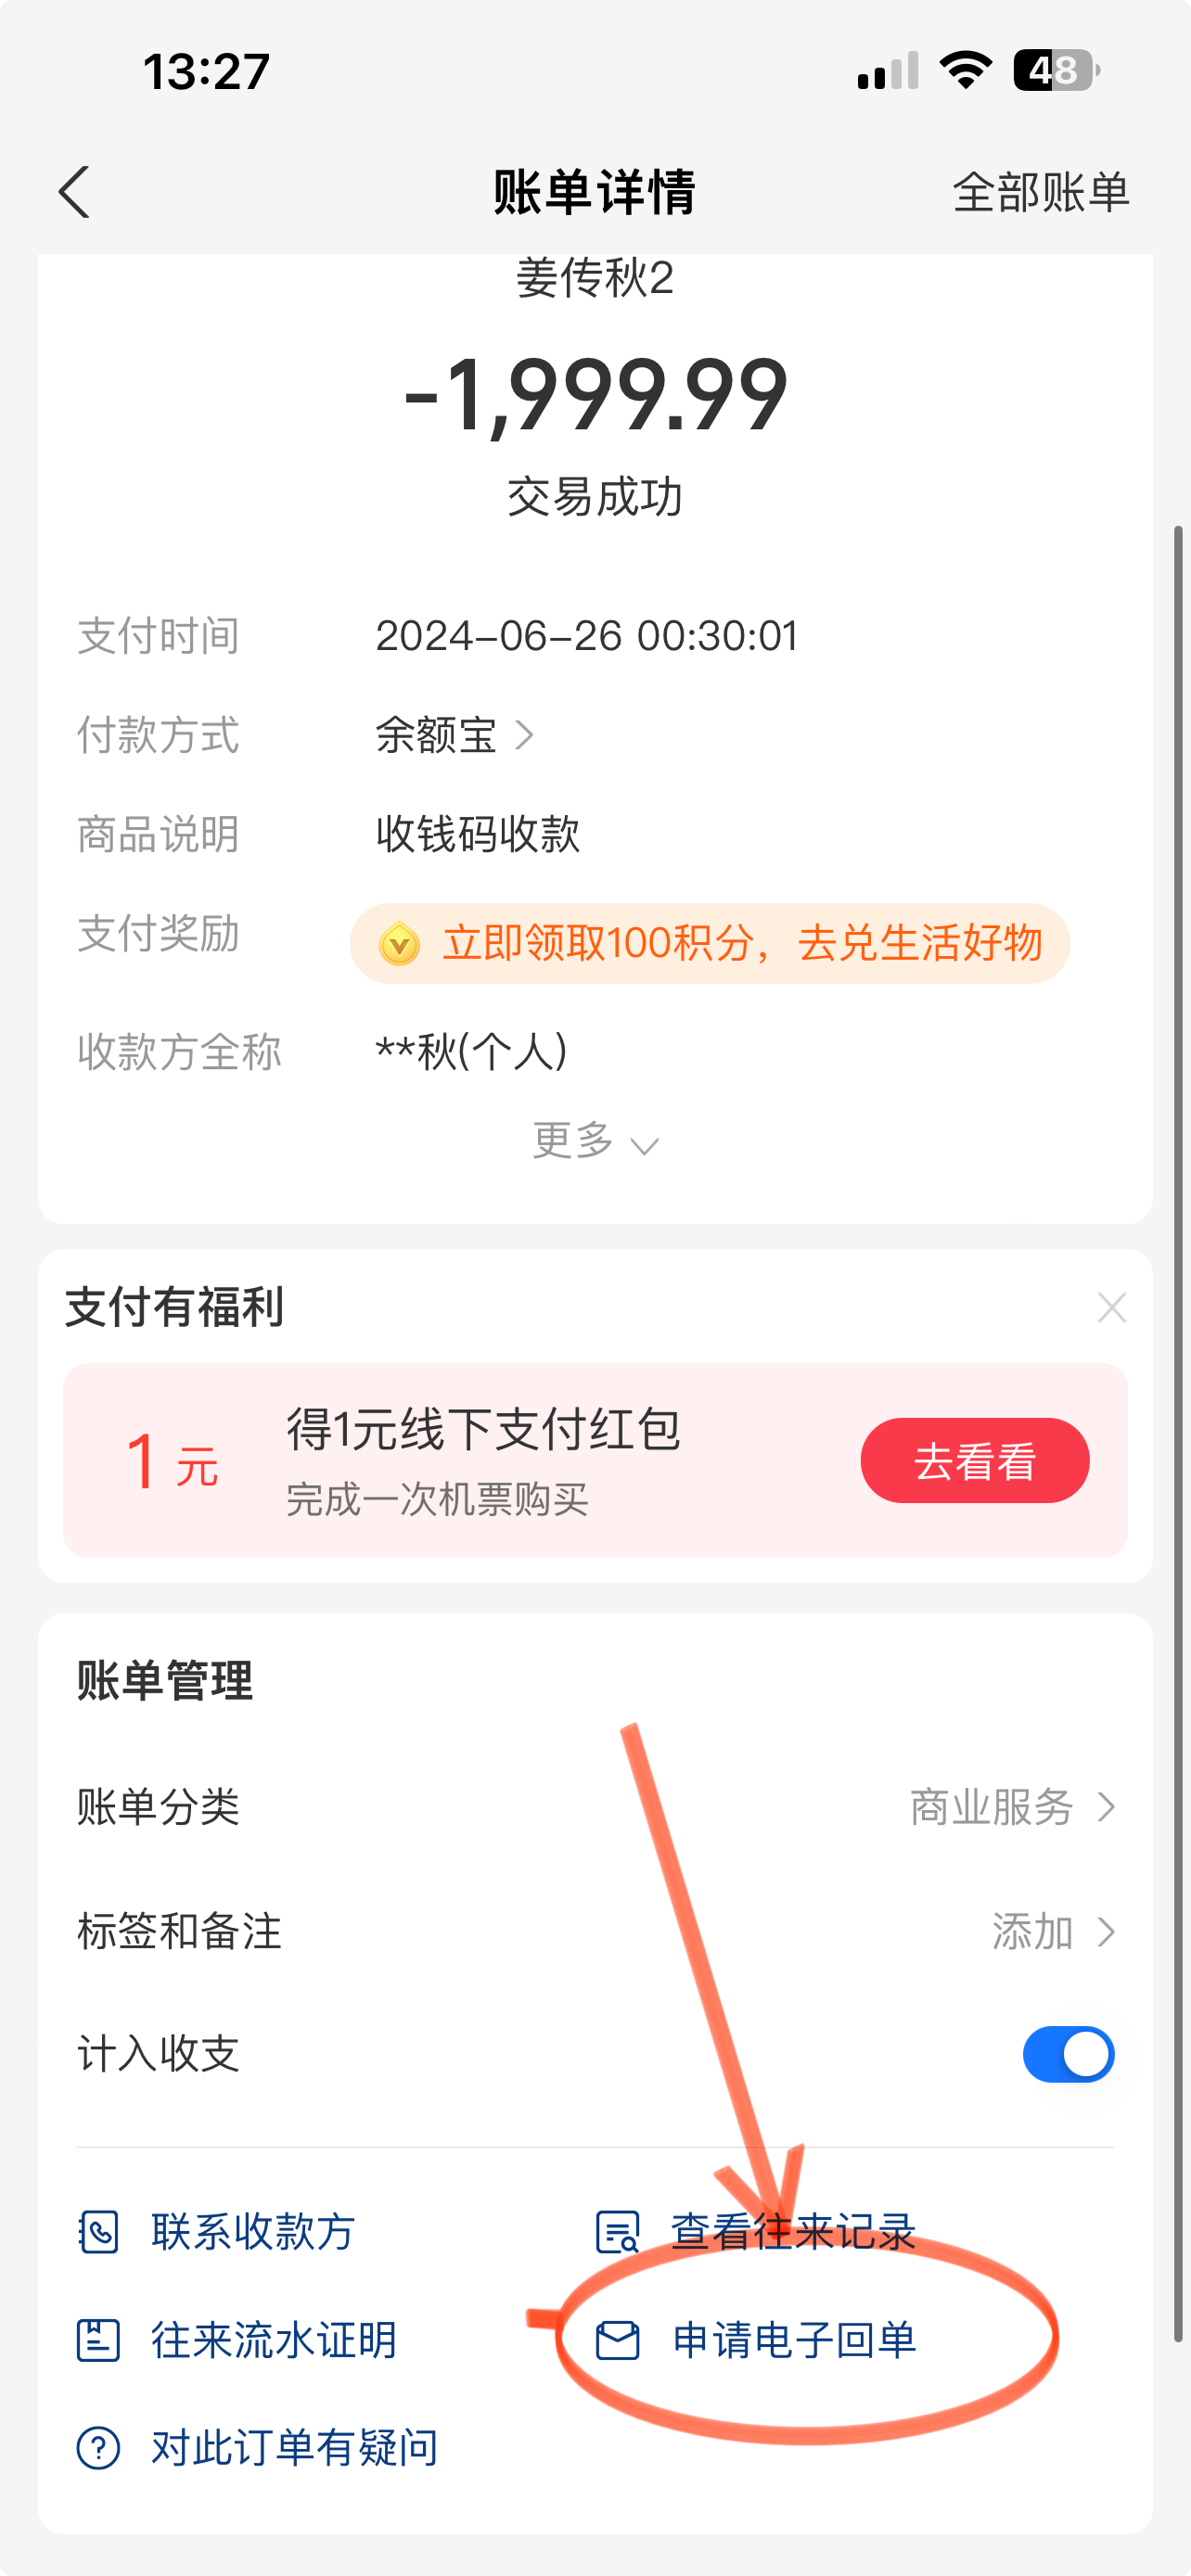 13:27
48
账单详情
全部账单
姜传秋2
-1,999.99
交易成功
支付时间 2024-06-26 00:30:01
付款方式 余额宝
商品说明 收钱码收款
支付奖励 立即领取100积分，去兑生活好物
收款方全称 **秋(个人)
更多
支付有福利
1元 得1元线下支付红包
完成一次机票购买
去看看
账单管理
账单分类 商业服务
标签和备注 添加
计入收支
联系收款方 查看往来记录
往来流水证明 申请电子回单
对此订单有疑问